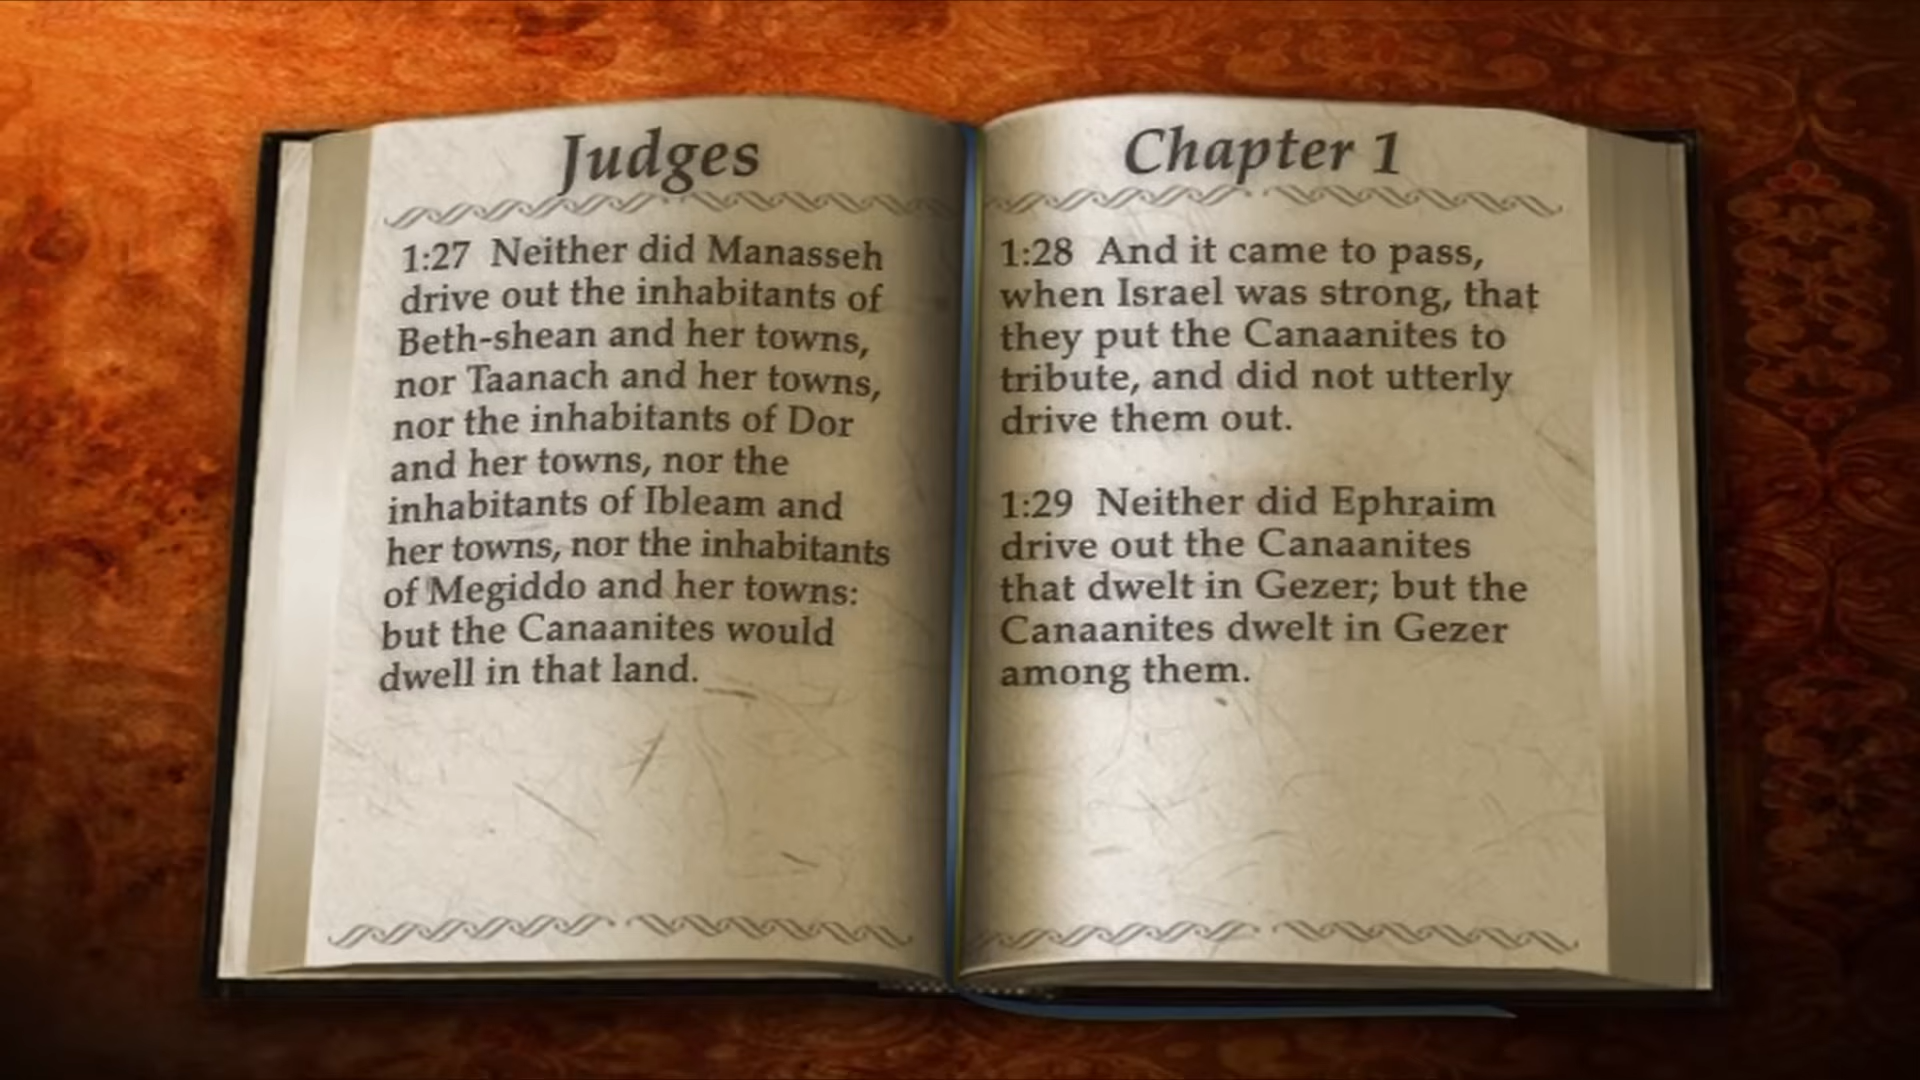 Judges
1:27 Neither did Manasseh
drive out the inhabitants of
Beth-shean and her towns,
nor Taanach and her towns,
nor the inhabitants of Dor
and her towns, nor the
inhabitants of Ibleam and
her towns, nor the inhabitants
of Megiddo and her towns:
but the Canaanites would
dwell in that land.
Chapter 1
1:28 And it came to pass,
when Israel was strong, that
they put the Canaanites to
tribute, and did not utterly
drive them out.
1:29 Neither did Ephraim
drive out the Canaanites
that dwelt in Gezer; but the
Canaanites dwelt in Gezer
among them.